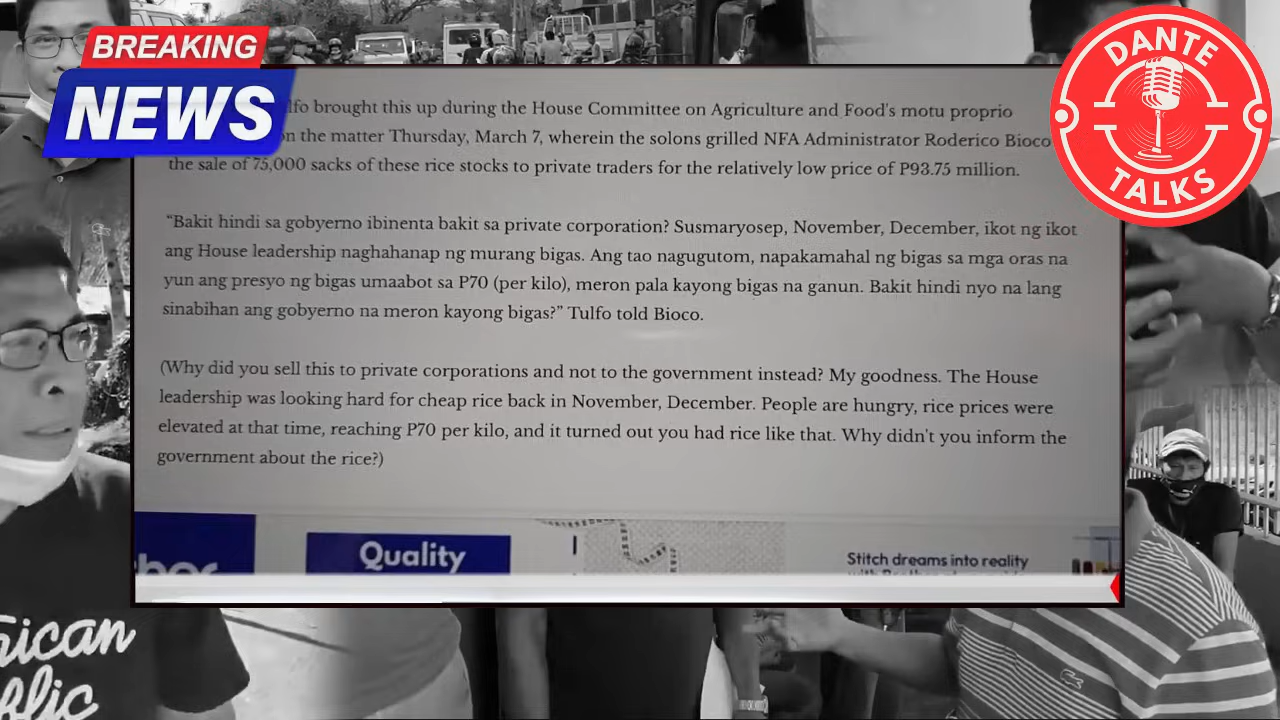 BREAKING
NEWS
DANTE
TALKS
brought this up during the House Committee on Agriculture and Food's motu proprio
the matter Thursday, March 7, wherein the solons grilled NFA Administrator Roderico Bioco
the sale of 75,000 sacks of these rice stocks to private traders for the relatively low price of P93.75 million.
“Bakit hindi sa gobyerno ibinenta bakit sa private corporation? Susmaryosep, November, December, ikot ng ikot
ang House leadership naghahanap ng murang bigas. Ang tao nagugutom, napakamahal ng bigas sa mga oras na
yun ang presyo ng bigas umaabot sa P70 (per kilo), meron pala kayong bigas na ganun. Bakit hindi nyo na lang
sinabihan ang gobyerno na meron kayong bigas?” Tulfo told Bioco.
(Why did you sell this to private corporations and not to the government instead? My goodness. The House
leadership was looking hard for cheap rice back in November, December. People are hungry, rice prices were
elevated at that time, reaching P70 per kilo, and it turned out you had rice like that. Why didn't you inform the
government about the rice?)
Quality
Stitch dreams into reality